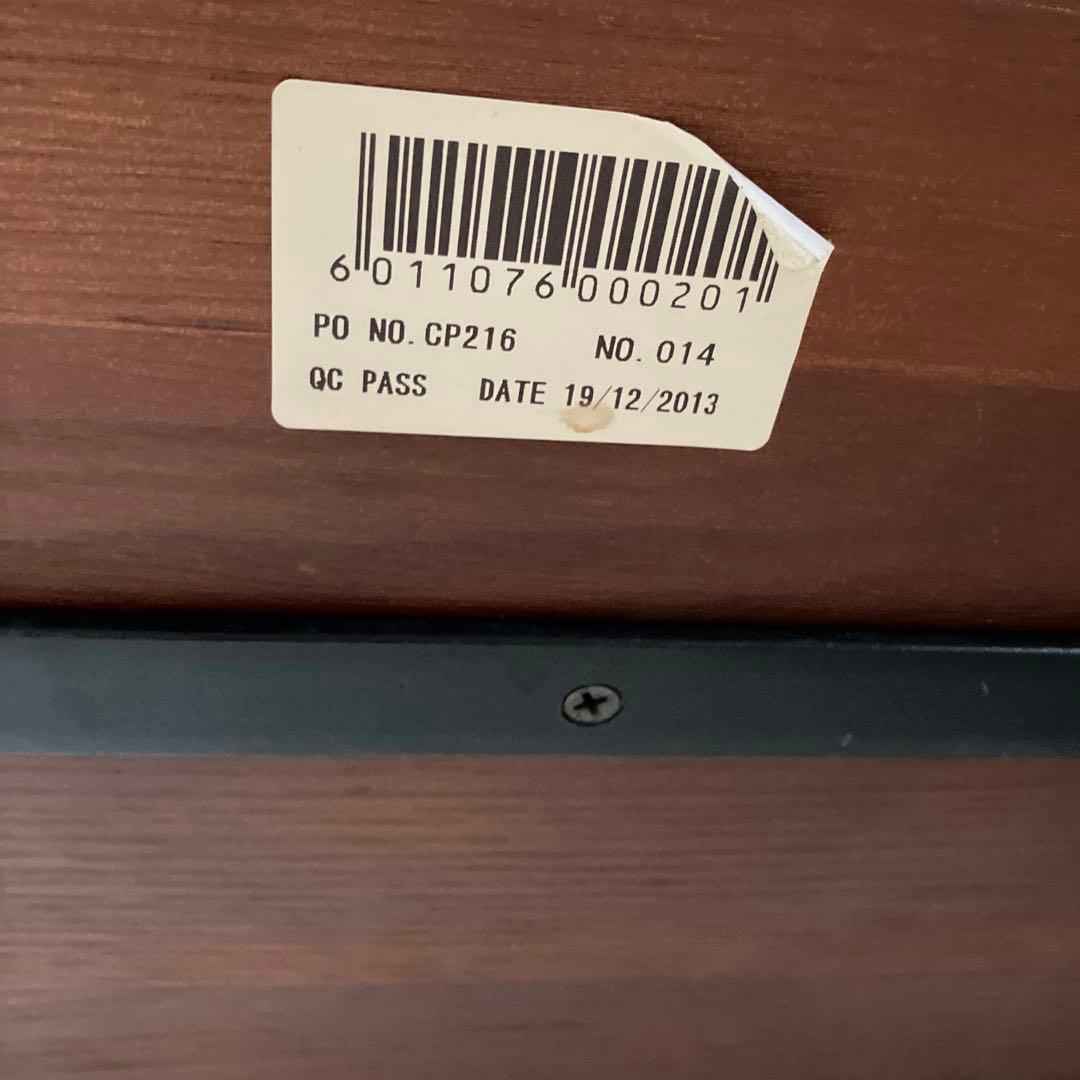 6 011076 000201
PO NO. CP216 NO. 014
QC PASS DATE 19/12/2013